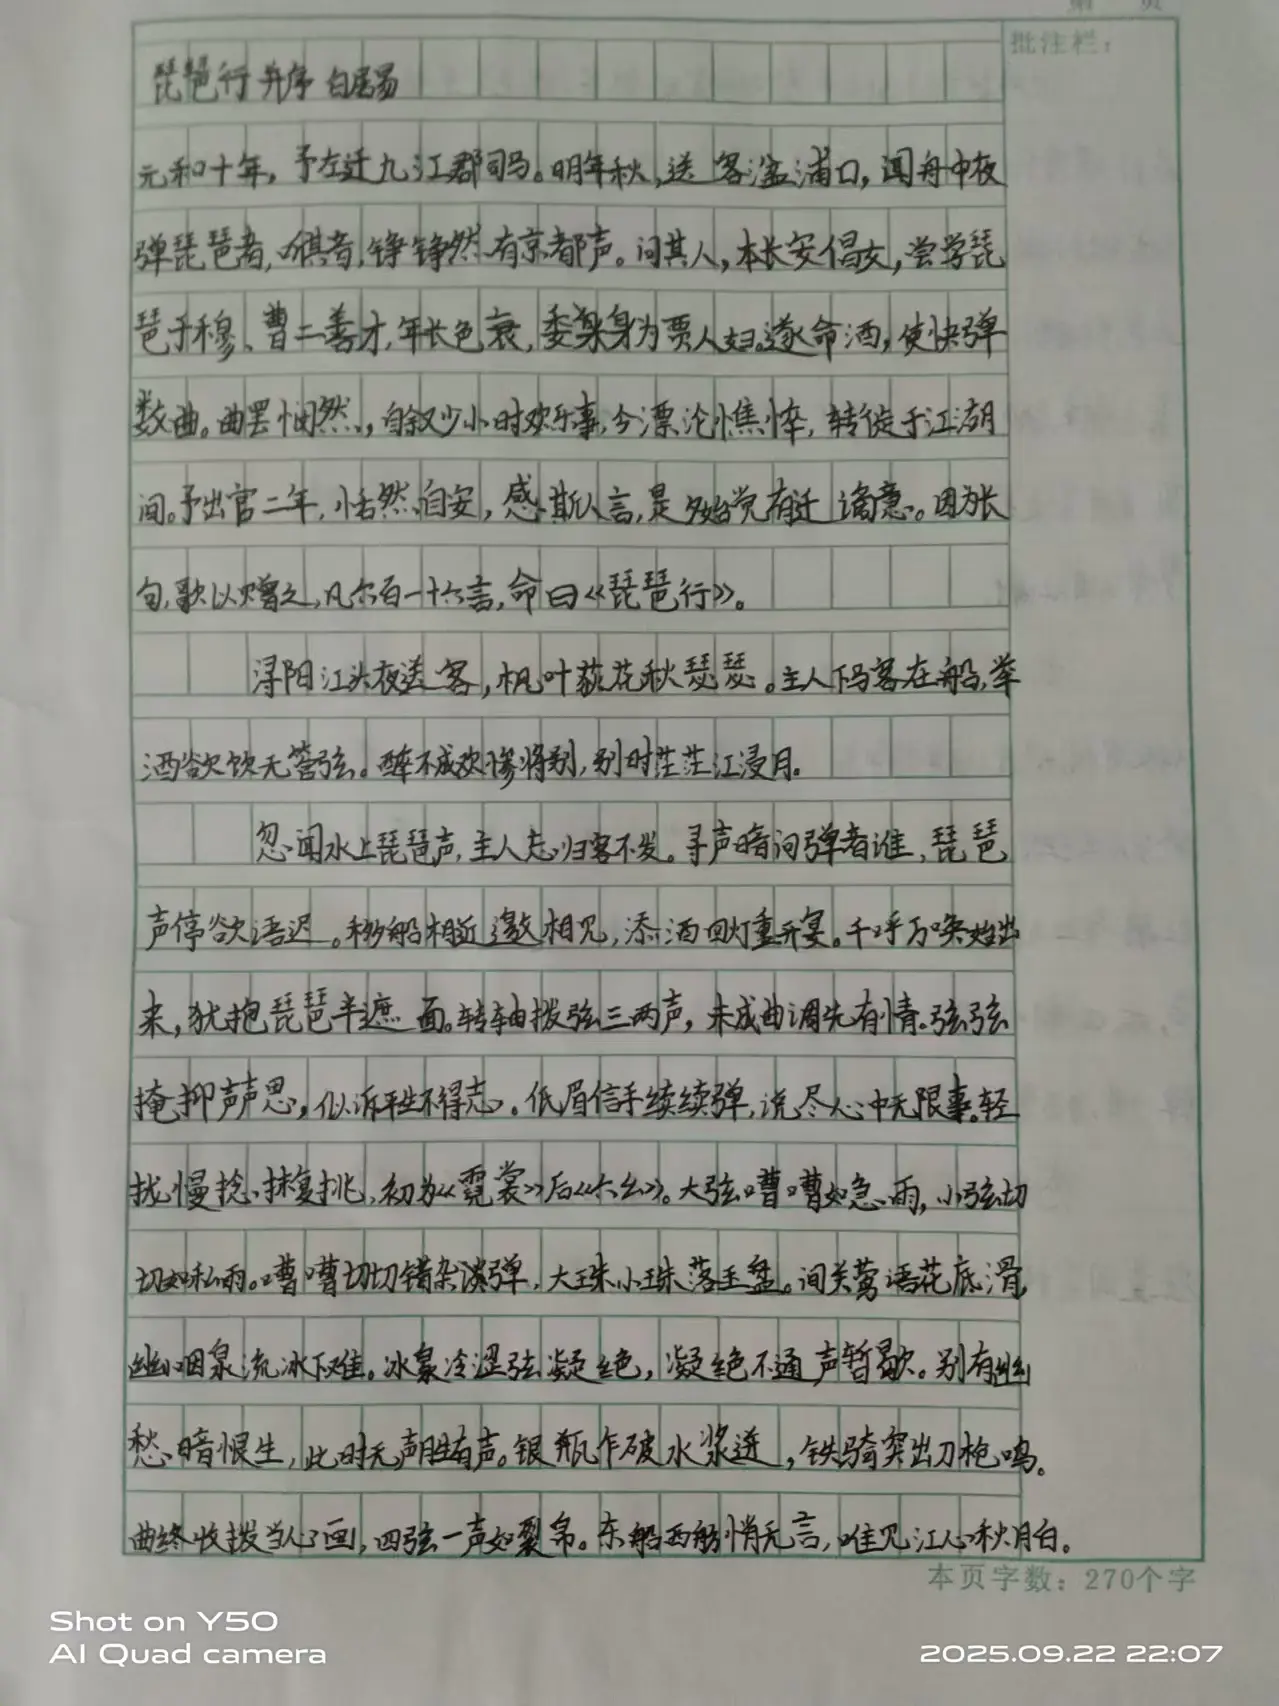 第 页
批注栏：
琵琶行 并序 白居易
元和十年，予左迁九江郡司马。明年秋，送客湓浦口，闻舟中夜
弹琵琶者，听其音，铮铮然有京都声。问其人，本长安倡女，尝学琵
琶于穆、曹二善才，年长色衰，委身为贾人妇。遂命酒，使快弹
数曲。曲罢悯然，自叙少小时欢乐事，今漂沦憔悴，转徙于江湖
间。予出官二年，恬然自安，感斯人言，是夕始觉有迁谪意。因为长
句，歌以赠之，凡六百一十六言，命曰《琵琶行》。
浔阳江头夜送客，枫叶荻花秋瑟瑟。主人下马客在船，举
酒欲饮无管弦。醉不成欢惨将别，别时茫茫江浸月。
忽闻水上琵琶声，主人忘归客不发。寻声暗问弹者谁，琵琶
声停欲语迟。移船相近邀相见，添酒回灯重开宴。千呼万唤始出
来，犹抱琵琶半遮面。转轴拨弦三两声，未成曲调先有情。弦弦
掩抑声声思，似诉平生不得志。低眉信手续续弹，说尽心中无限事。轻
拢慢捻抹复挑，初为《霓裳》后《六幺》。大弦嘈嘈如急雨，小弦切
切如私雨。嘈嘈切切错杂谈弹，大珠小珠落玉盘。间关莺语花底滑
幽咽泉流冰下难。冰泉冷涩弦凝绝，凝绝不通声暂歇。别有幽
愁暗恨生，此时无声胜有声。银瓶乍破水浆迸，铁骑突出刀枪鸣。
曲终收拨当心画，四弦一声如裂帛。东船西舫悄无言，唯见江心秋月白。
本页字数：270个字
Shot on Y50
AI Quad camera
2025.09.22 22:07